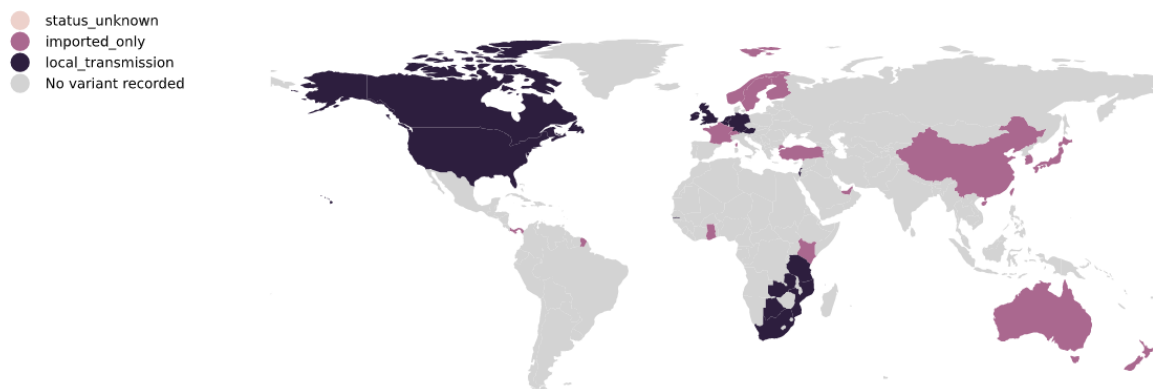 status_unknown
imported_only
local_transmission
No variant recorded